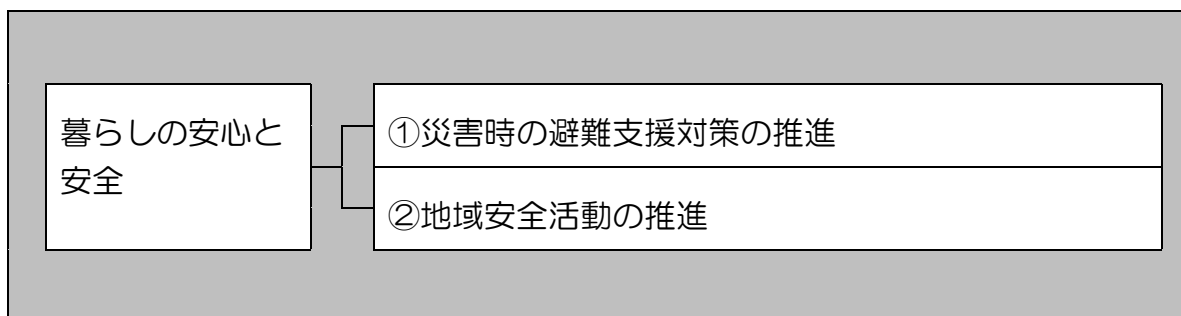 暮らしの安心と
安全
①災害時の避難支援対策の推進
②地域安全活動の推進